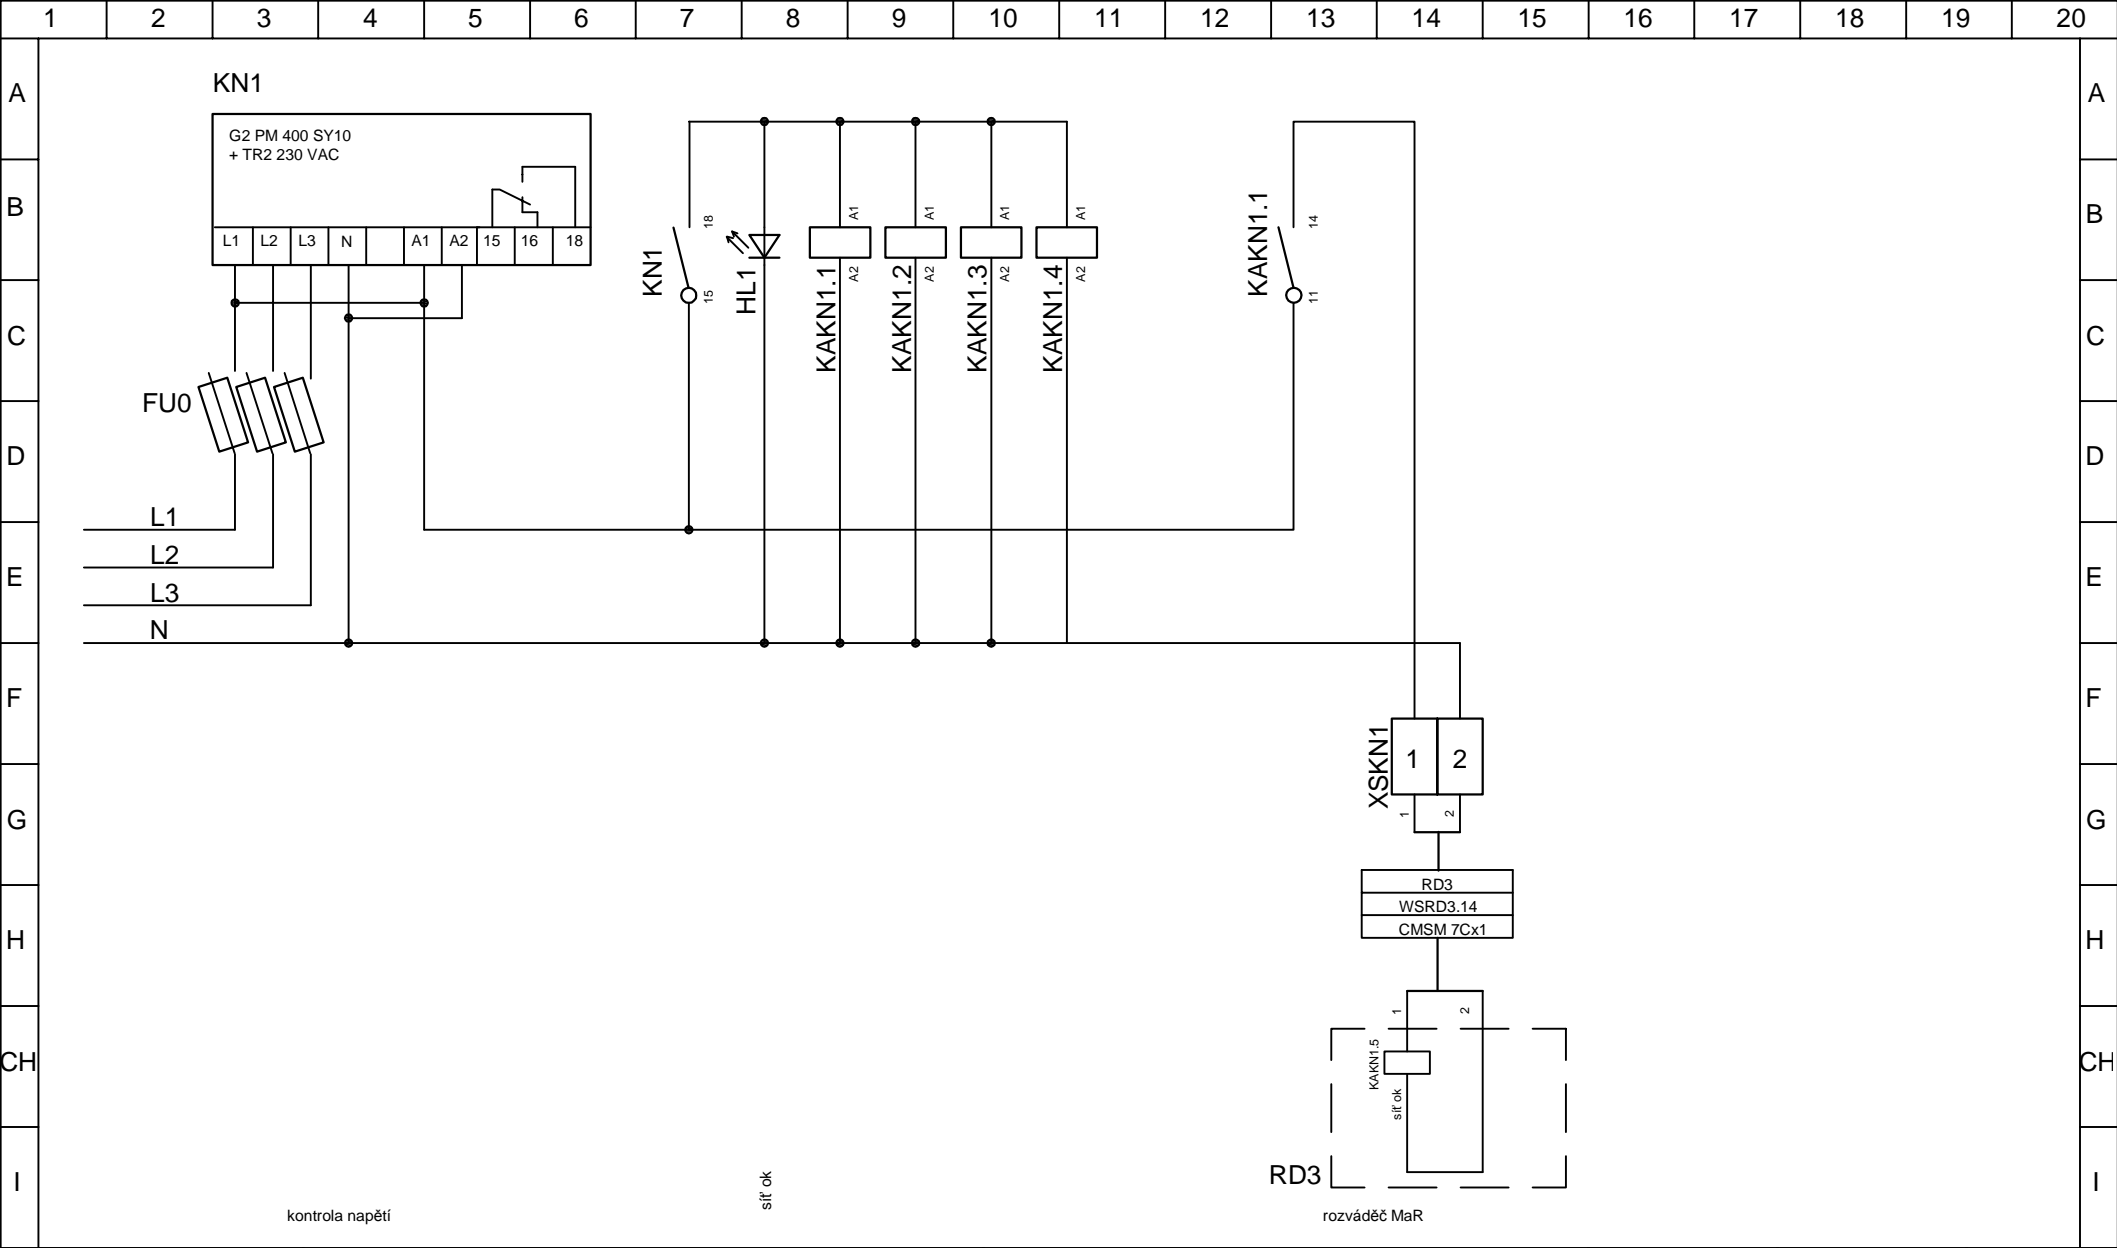 1 2 3 4 5 6 7 8 9 10 11 12 13 14 15 16 17 18 19 20
A A
B B
C C
D D
E E
F F
G G
H H
CH CH
I I
KN1
G2 PM 400 SY10
+ TR2 230 VAC
L1 L2 L3 N A1 A2 15 16 18
FU0
L1
L2
L3
N
KN1
18
15
HL1
KAKN1.1
A1
A2
KAKN1.2
A1
A2
KAKN1.3
A1
A2
KAKN1.4
A1
A2
KAKN1.1
14
11
XSKN1
1 2
1 2
RD3
WSRD3.14
CMSM 7Cx1
1 2
KAKN1.5
síť ok
RD3
kontrola napětí
síť ok
rozváděč MaR